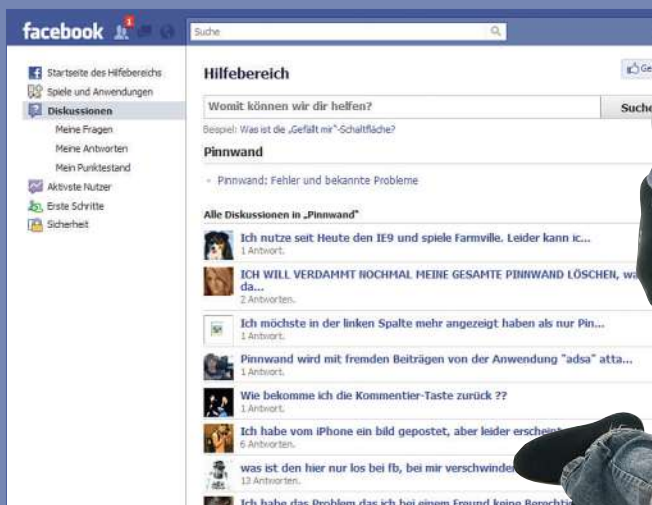 facebook
1
Suche
Startseite des Hilfebereichs
Spiele und Anwendungen
Diskussionen
Meine Fragen
Meine Antworten
Mein Punktestand
Aktivste Nutzer
Erste Schritte
Sicherheit
Hilfebereich
Ge
Womit können wir dir helfen?
Suche
Beispiel: Was ist die „Gefällt mir"-Schaltfläche?
Pinnwand
Pinnwand: Fehler und bekannte Probleme
Alle Diskussionen in „Pinnwand"
Ich nutze seit Heute den IE9 und spiele Farmville. Leider kann ic...
1 Antwort.
ICH WILL VERDAMMT NOCHMAL MEINE GESAMTE PINNWAND LÖSCHEN,
da...
2 Antworten.
Ich möchste in der linken Spalte mehr angezeigt haben als nur Pin...
1 Antwort.
Pinnwand wird mit fremden Beiträgen von der Anwendung "adsa" atta...
1 Antwort.
Wie bekomme ich die Kommentier-Taste zurück ??
1 Antwort.
Ich habe vom iPhone ein bild gepostet, aber leider erscheint
6 Antworten.
was ist den hier nur los bei fb, bei mir verschwinden
13 Antworten.
Ich habe das Problem das ich bei einem Freund keine